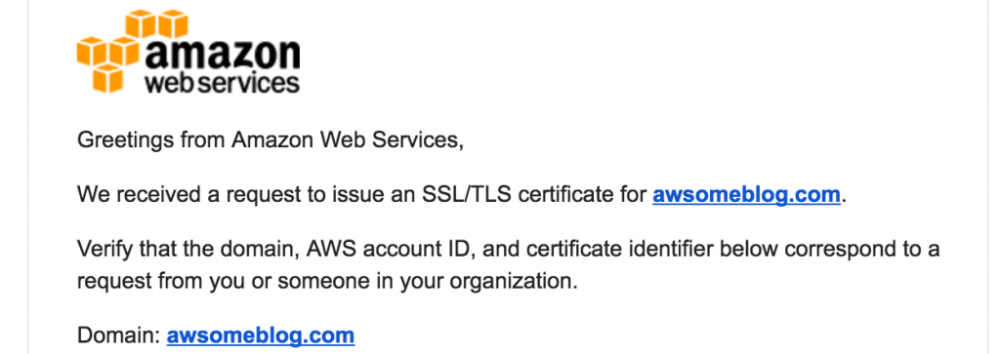 amazon
web services
Greetings from Amazon Web Services,
We received a request to issue an SSL/TLS certificate for awsomeblog.com.
Verify that the domain, AWS account ID, and certificate identifier below correspond to a
request from you or someone in your organization.
Domain: awsomeblog.com